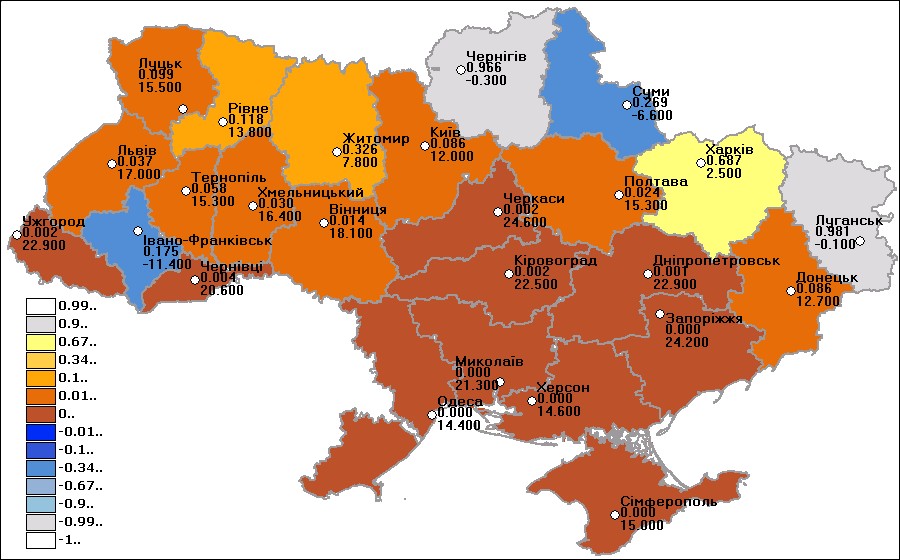 Чернігів
0.966
-0.300
Луцьк
0.099
15.500
Суми
0.269
-6.600
Рівне
0.118
13.800
Житомир
0.326
7.800
Київ
0.086
12.000
Харків
0.687
2.500
Львів
0.037
17.000
Тернопіль
0.058
15.300
Хмельницький
0.030
16.400
Полтава
0.024
15.300
Черкаси
0.002
24.600
Вінниця
0.014
18.100
Ужгород
0.002
22.900
Луганськ
0.981
-0.100
Івано-Франківськ
0.175
-11.400
Чернівці
0.004
20.600
Кіровоград
0.002
22.500
Дніпропетровськ
0.001
22.900
Донецьк
0.086
12.700
Запоріжжя
0.000
24.200
Миколаїв
0.000
21.300
Херсон
0.000
14.600
Одеса
0.000
14.400
Сімферополь
0.000
15.000
0.99..
0.9..
0.67..
0.34..
0.1..
0.01..
0..
-0.01..
-0.1..
-0.34..
-0.67..
-0.9..
-0.99..
-1..